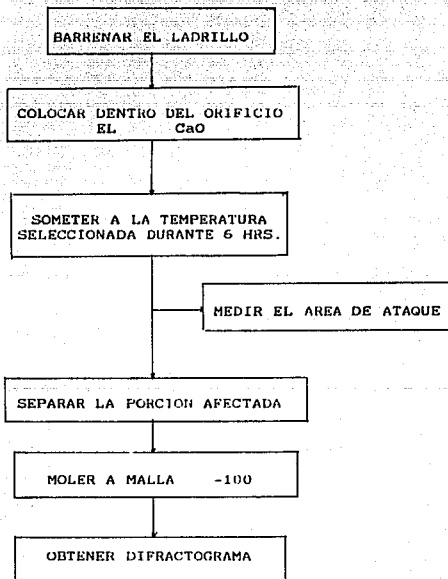 BARRENAR EL LADRILLO
COLOCAR DENTRO DEL ORIFICIO
EL CaO
SOMETER A LA TEMPERATURA
SELECCIONADA DURANTE 6 HRS.
MEDIR EL AREA DE ATAQUE
SEPARAR LA PORCION AFECTADA
MOLER A MALLA -100
OBTENER DIFRACTOGRAMA